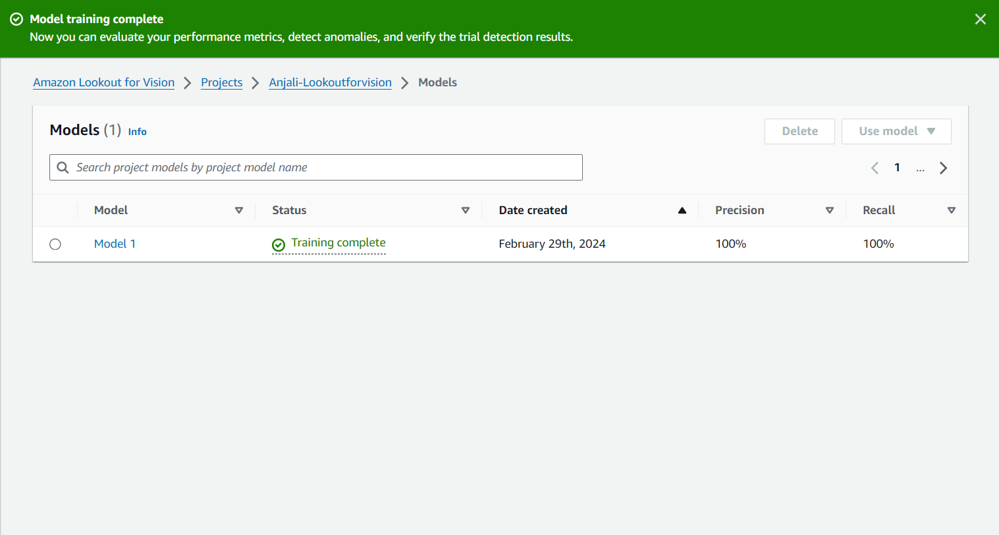 Model training complete
Now you can evaluate your performance metrics, detect anomalies, and verify the trial detection results.
Amazon Lookout for Vision Projects Anjali-Lookoutforvision Models
Models (1) Info Delete Use model
Search project models by project model name 1 ...
Model Status Date created Precision Recall
Model 1 Training complete February 29th, 2024 100% 100%